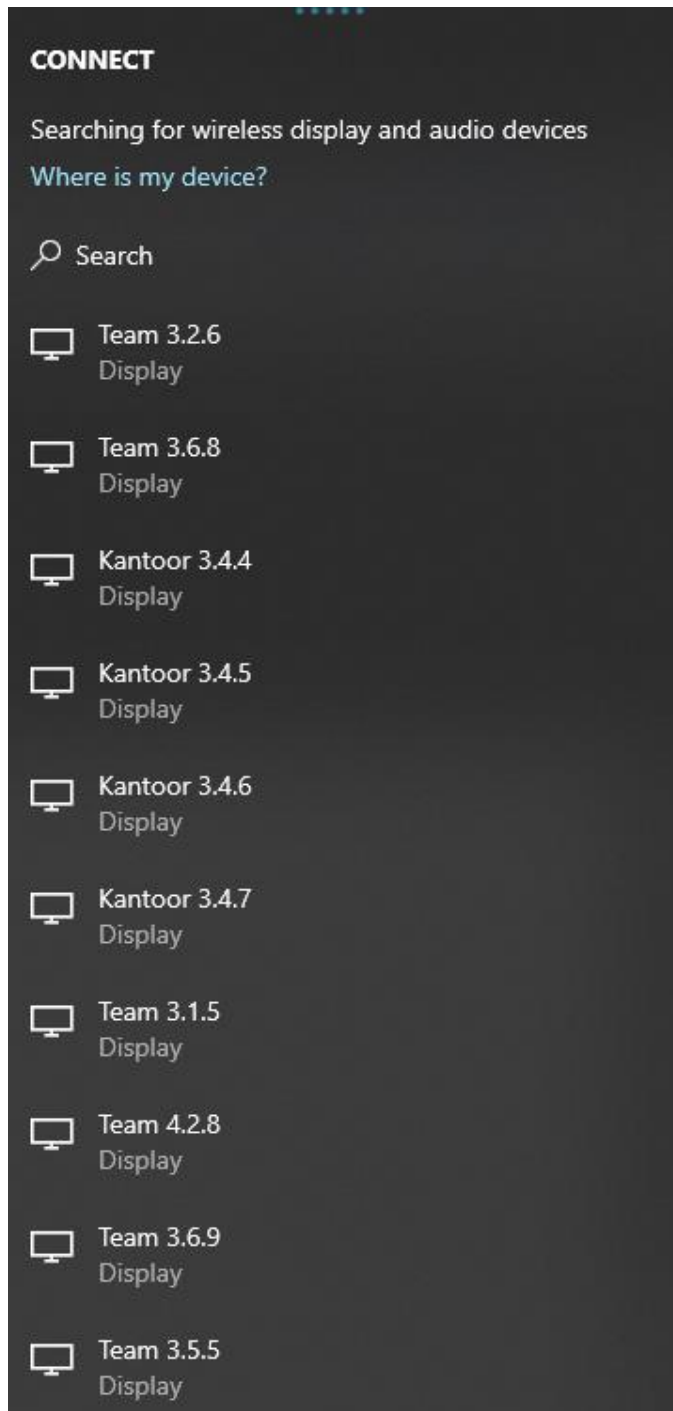 CONNECT
Searching for wireless display and audio devices
Where is my device?
Search
Team 3.2.6
Display
Team 3.6.8
Display
Kantoor 3.4.4
Display
Kantoor 3.4.5
Display
Kantoor 3.4.6
Display
Kantoor 3.4.7
Display
Team 3.1.5
Display
Team 4.2.8
Display
Team 3.6.9
Display
Team 3.5.5
Display